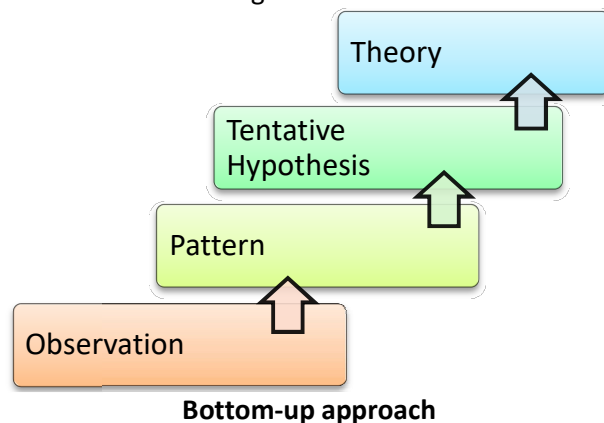 Theory
Tentative
Hypothesis
Pattern
Observation
Bottom-up approach